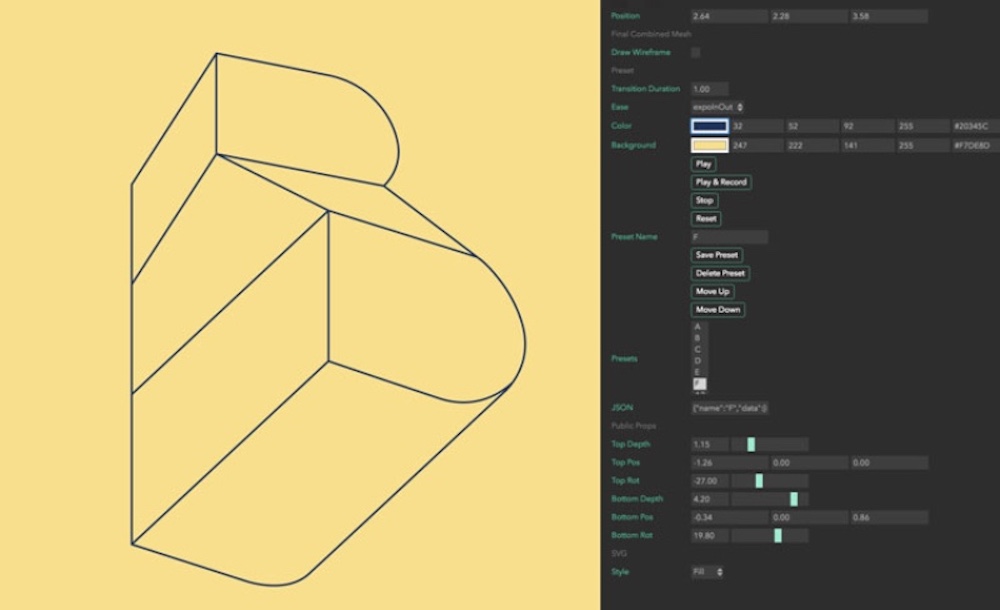 Position 2.64 2.28 3.58
Final Combined Mesh
Draw Wireframe
Preset
Transition Duration 1.00
Ease expoInOut
Color 32 52 92 255 #20345C
Background 247 222 141 255 #F7DE8D
Play
Play & Record
Stop
Reset
Preset Name F
Save Preset
Delete Preset
Move Up
Move Down
A
B
C
Presets D
E
F
JSON {"name":"F","data":{
Public Props
Top Depth 1.15
Top Pos -1.26 0.00 0.00
Top Rot -27.00
Bottom Depth 4.20
Bottom Pos -0.34 0.00 0.86
Bottom Rot 19.80
SVG
Style Fill